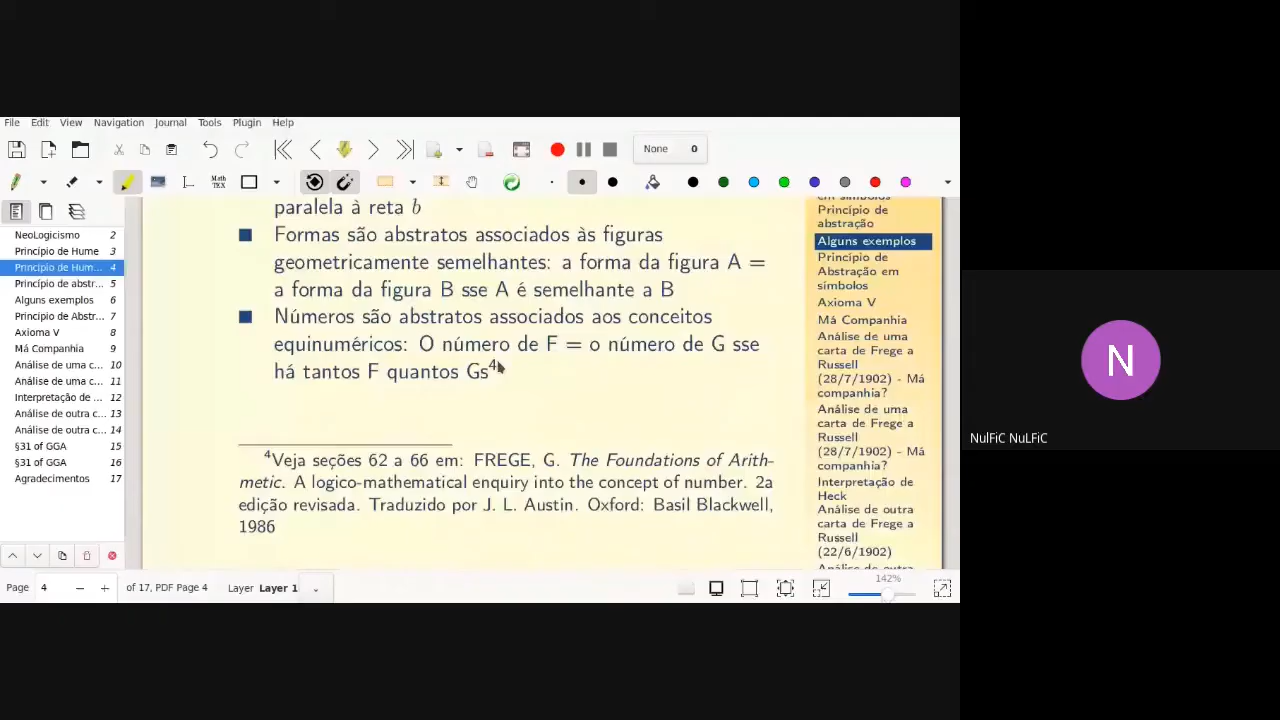 File Edit View Navigation Journal Tools Plugin Help
None 0
Math
TEX
NeoLogicismo 2
Princípio de Hume 3
Princípio de Hum... 4
Princípio de abstr... 5
Alguns exemplos 6
Princípio de Abstr... 7
Axioma V 8
Má Companhia 9
Análise de uma c... 10
Análise de uma c... 11
Interpretação de ... 12
Análise de outra c... 13
Análise de outra c... 14
§31 of GGA 15
§31 of GGA 16
Agradecimentos 17
paralela à reta b
Formas são abstratos associados às figuras
geometricamente semelhantes: a forma da figura A =
a forma da figura B sse A é semelhante a B
Números são abstratos associados aos conceitos
equinuméricos: O número de F = o número de G sse
há tantos F quantos Gs4
4Veja seções 62 a 66 em: FREGE, G. The Foundations of Arith-
metic. A logico-mathematical enquiry into the concept of number. 2a
edição revisada. Traduzido por J. L. Austin. Oxford: Basil Blackwell,
1986
em símbolos
Princípio de
abstração
Alguns exemplos
Princípio de
Abstração em
símbolos
Axioma V
Má Companhia
Análise de uma
carta de Frege a
Russell
(28/7/1902) - Má
companhia?
Análise de uma
carta de Frege a
Russell
(28/7/1902) - Má
companhia?
Interpretação de
Heck
Análise de outra
carta de Frege a
Russell
(22/6/1902)
Análise de outra
Page 4 of 17, PDF Page 4 Layer Layer 1
142%
N
NulFiC NuLFiC